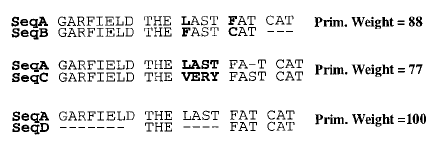 SeqA GARFIELD THE LAST FAT CAT Prim. Weight = 88
SeqB GARFIELD THE FAST CAT ---
SeqA GARFIELD THE LAST FA-T CAT Prim. Weight = 77
SeqC GARFIELD THE VERY FAST CAT
SeqA GARFIELD THE LAST FAT CAT Prim. Weight =100
SeqD -------- THE ---- FAT CAT